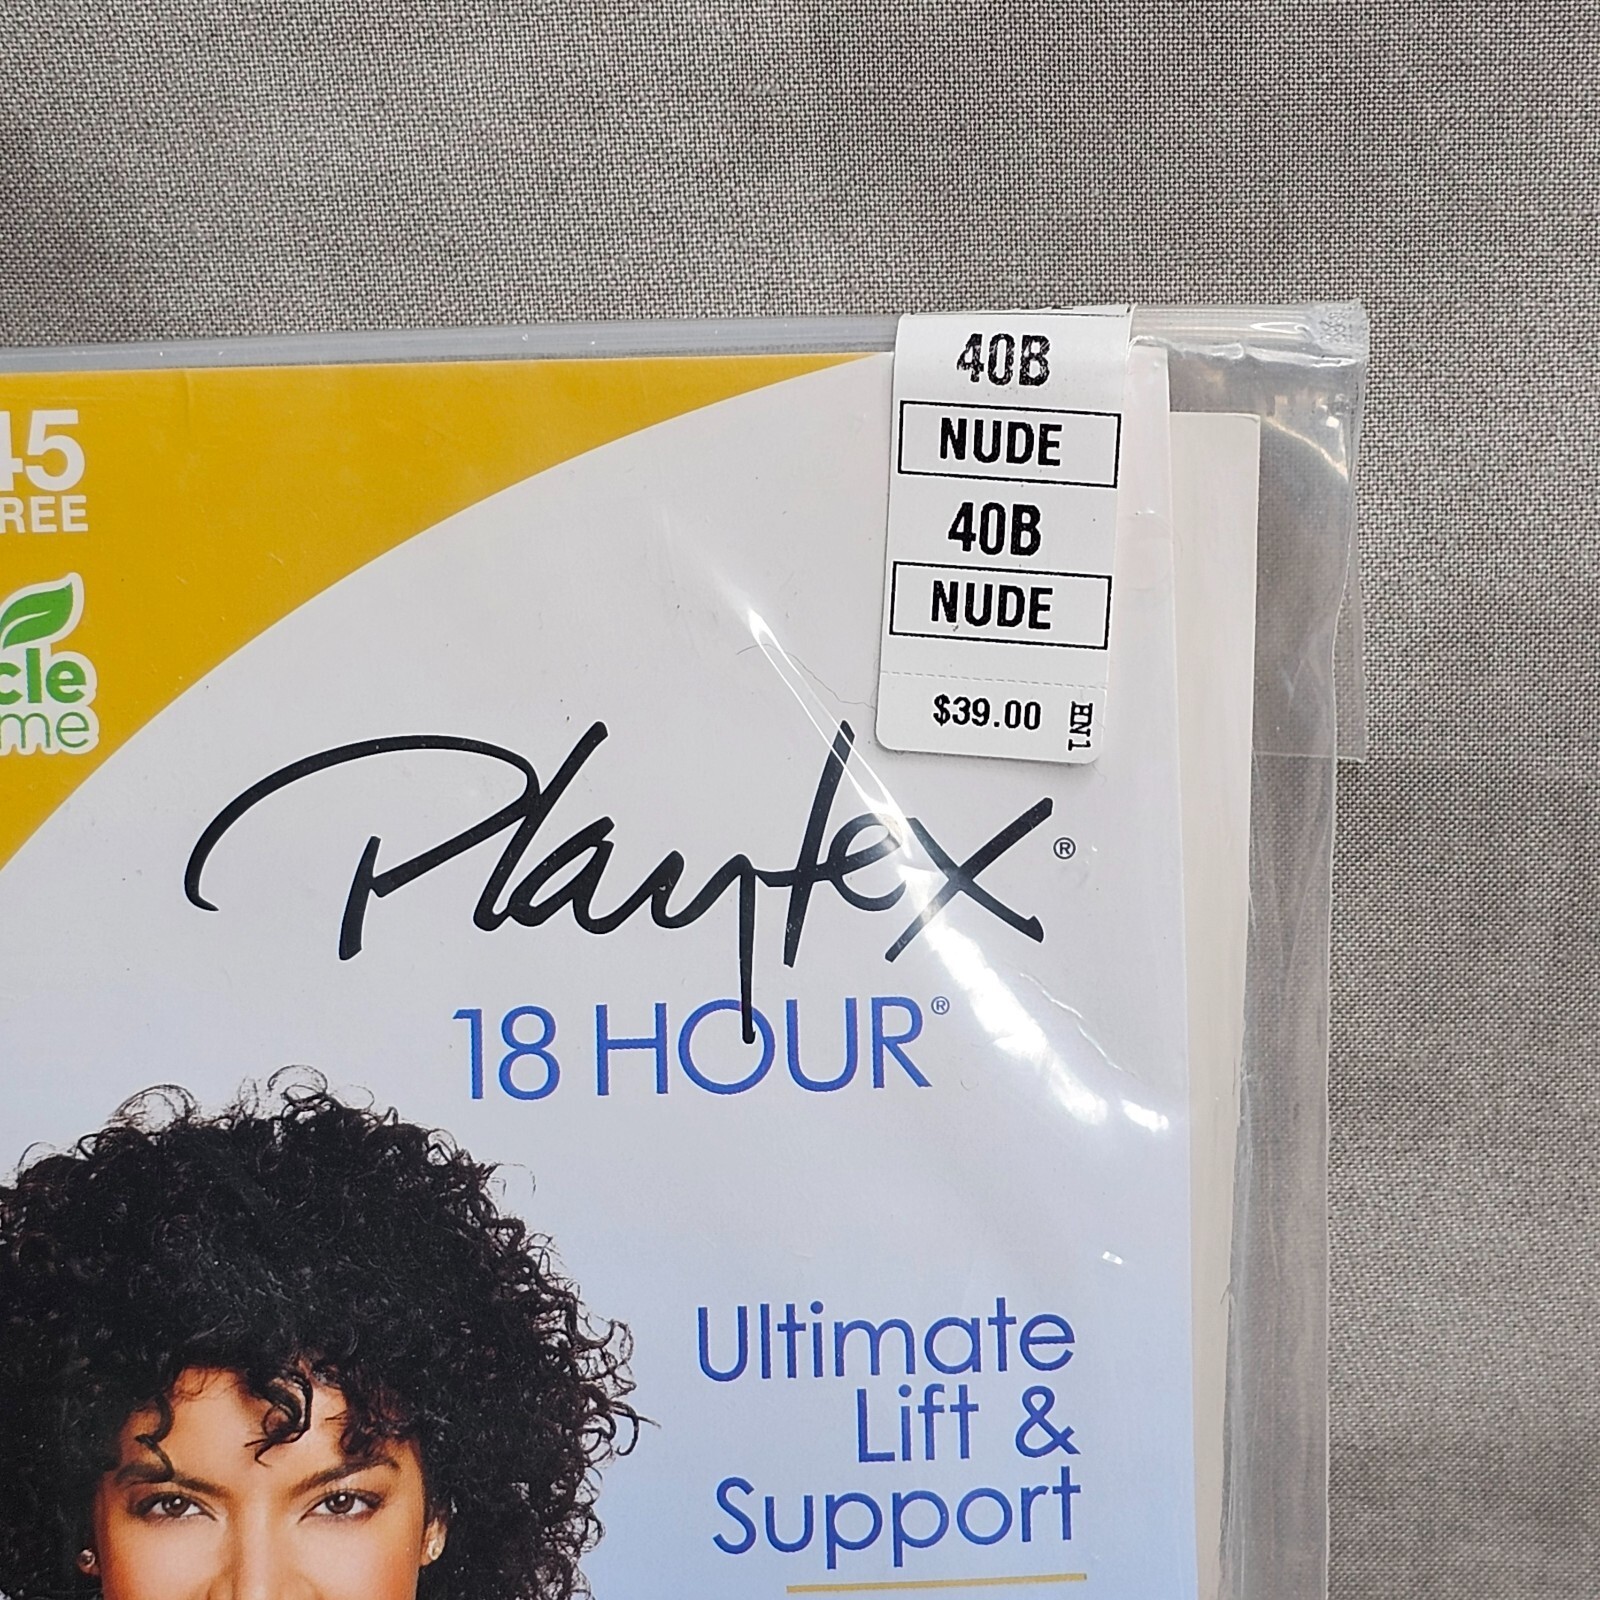 40B
NUDE
40B
NUDE
$39.00
EN1
45
REE
cle
me
Playtex®
18 HOUR®
Ultimate
Lift &
Support